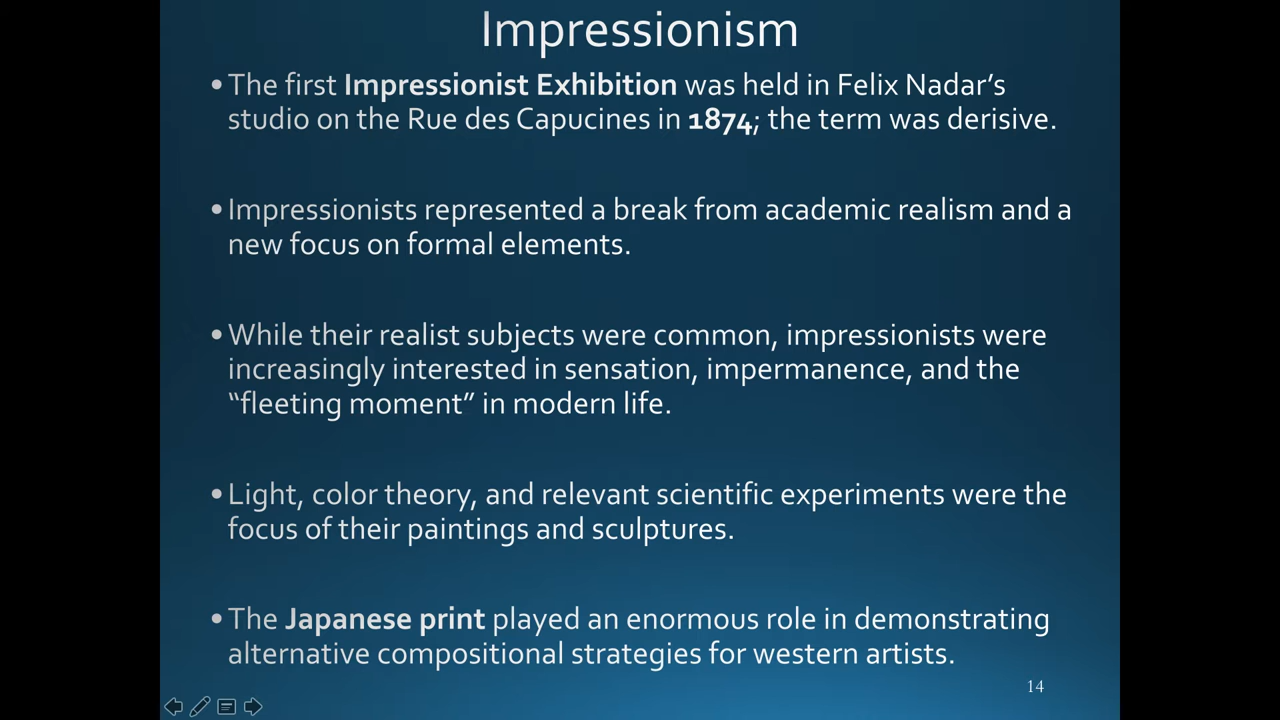 Impressionism
•The first Impressionist Exhibition was held in Felix Nadar’s
studio on the Rue des Capucines in 1874; the term was derisive.
•Impressionists represented a break from academic realism and a
new focus on formal elements.
•While their realist subjects were common, impressionists were
increasingly interested in sensation, impermanence, and the
“fleeting moment” in modern life.
•Light, color theory, and relevant scientific experiments were the
focus of their paintings and sculptures.
•The Japanese print played an enormous role in demonstrating
alternative compositional strategies for western artists.
14